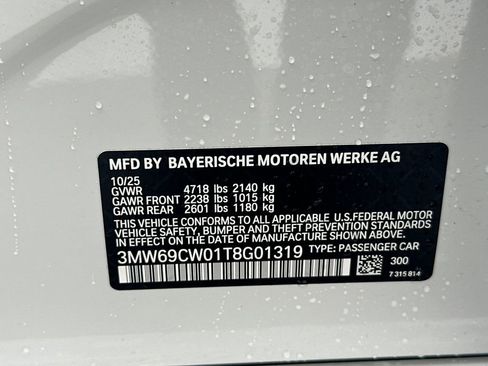 MFD BY BAYERISCHE MOTOREN WERKE AG
10/25
GVWR 4718 lbs 2140 kg
GAWR FRONT 2238 lbs 1015 kg
GAWR REAR 2601 lbs 1180 kg
THIS VEHICLE CONFORMS TO ALL APPLICABLE U.S.FEDERAL MOTOR
VEHICLE SAFETY, BUMPER AND THEFT PREVENTION STANDARDS
IN EFFECT ON THE DATE OF MANUFACTURE SHOWN ABOVE.
3MW69CW01T8G01319 TYPE: PASSENGER CAR
300
7 315 814